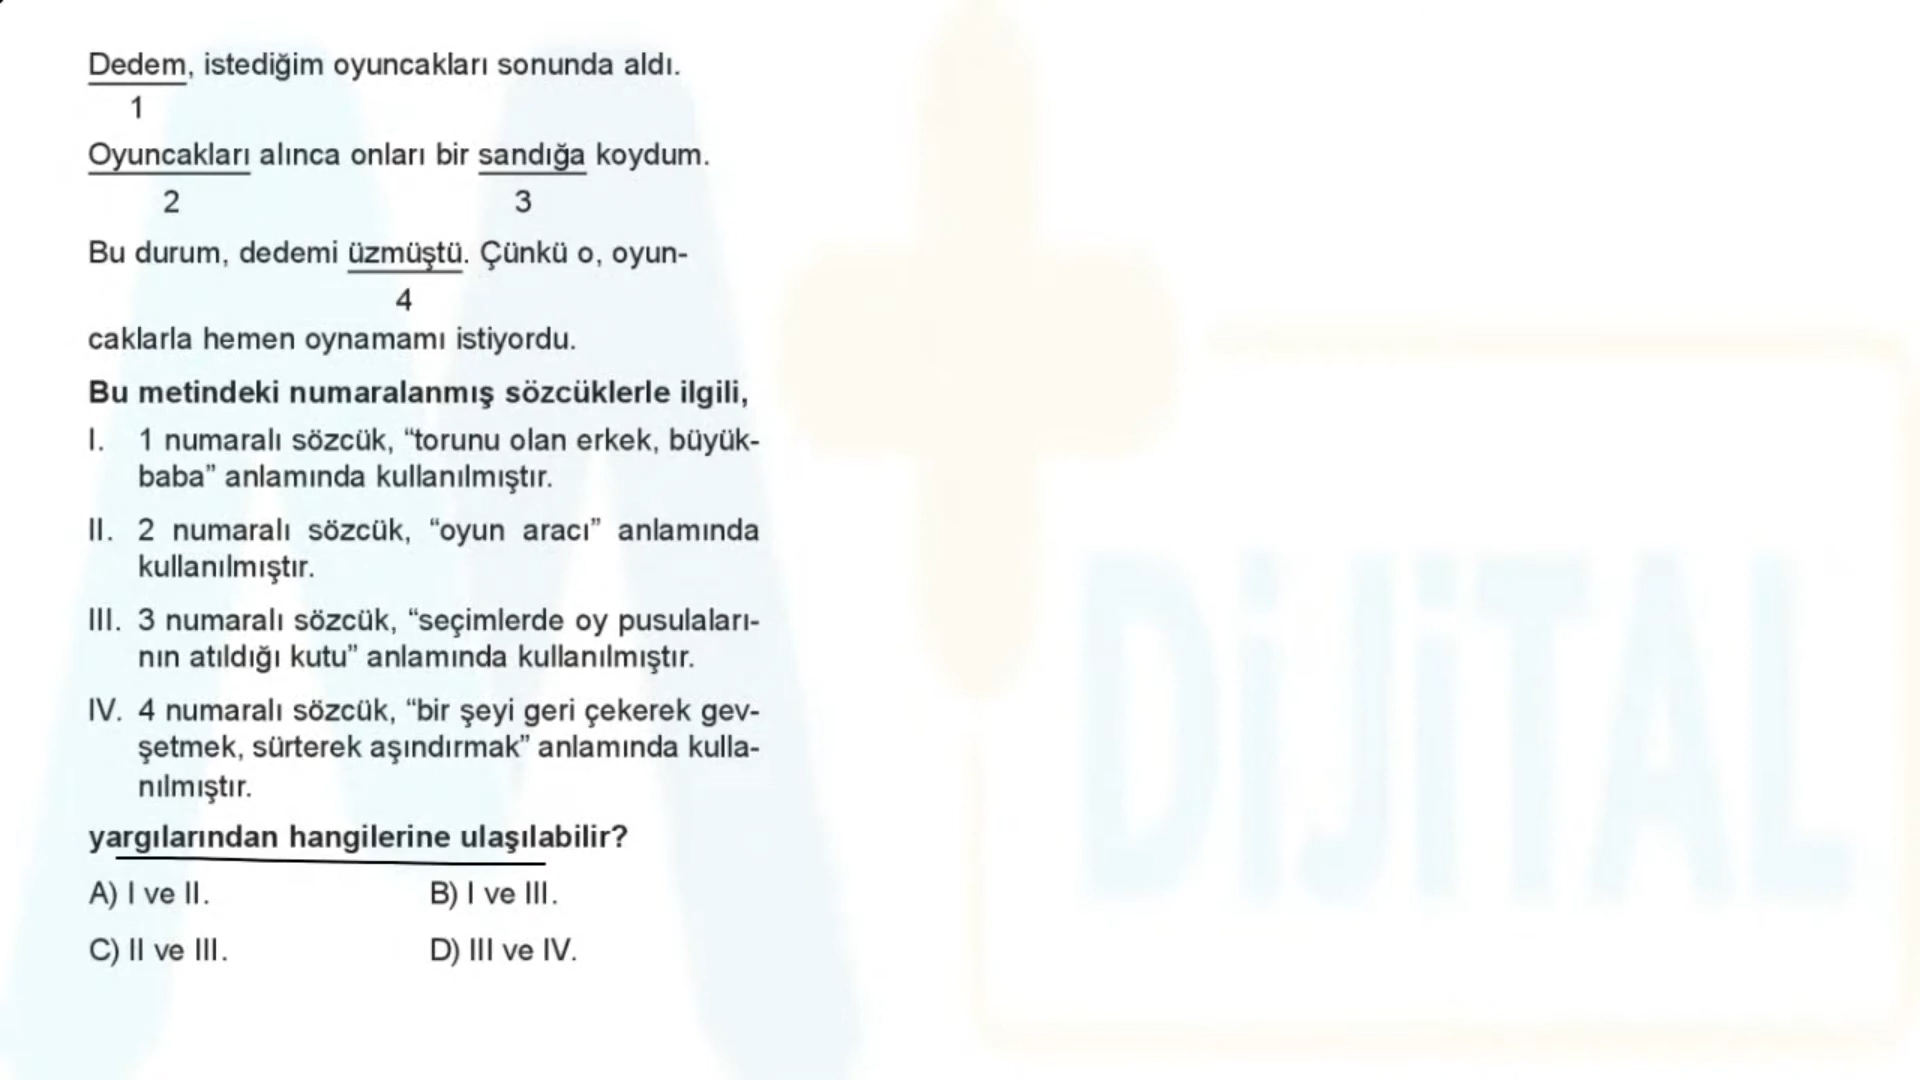 Dedem, istediğim oyuncakları sonunda aldı.
1
Oyuncakları alınca onları bir sandığa koydum.
2 3
Bu durum, dedemi üzmüştü. Çünkü o, oyun-
4
caklarla hemen oynamamı istiyordu.
Bu metindeki numaralanmış sözcüklerle ilgili,
I. 1 numaralı sözcük, “torunu olan erkek, büyük-
baba” anlamında kullanılmıştır.
II. 2 numaralı sözcük, “oyun aracı” anlamında
kullanılmıştır.
III. 3 numaralı sözcük, “seçimlerde oy pusulaları-
nın atıldığı kutu” anlamında kullanılmıştır.
IV. 4 numaralı sözcük, “bir şeyi geri çekerek gev-
şetmek, sürterek aşındırmak” anlamında kulla-
nılmıştır.
yargılarından hangilerine ulaşılabilir?
A) I ve II. B) I ve III.
C) II ve III. D) III ve IV.
DİJİTAL